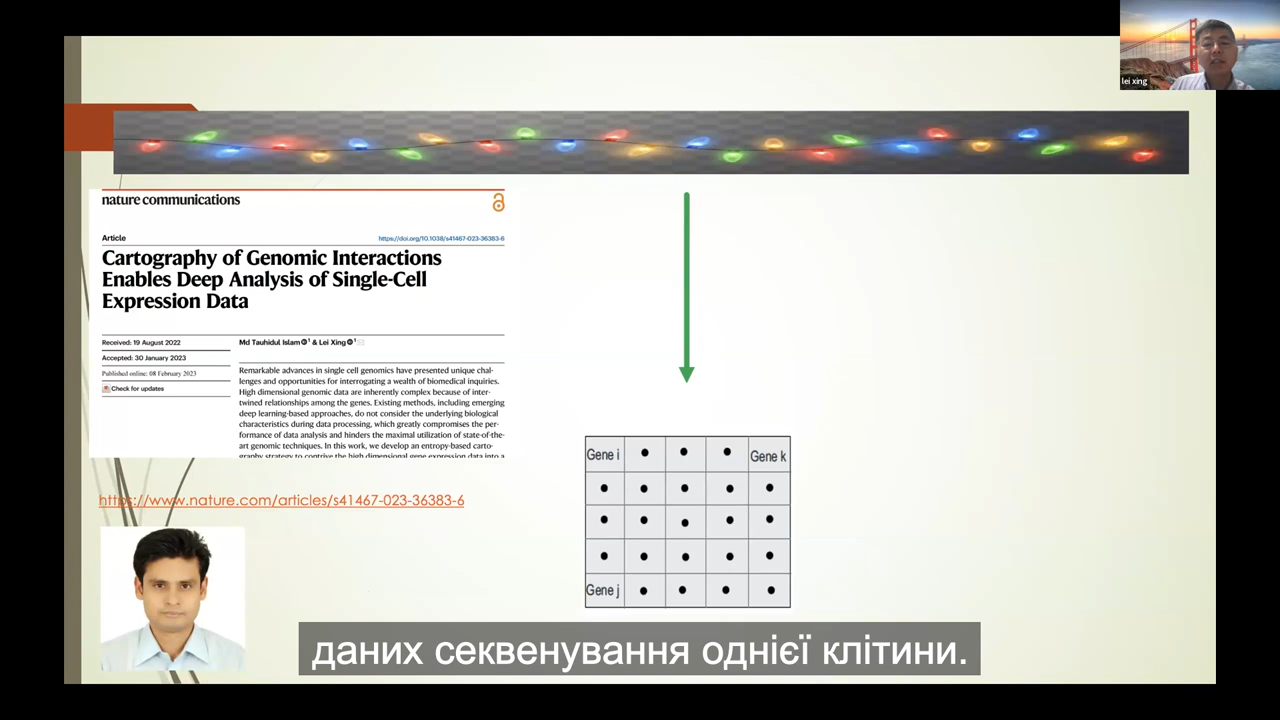 lei xing
nature communications
Article
https://doi.org/10.1038/s41467-023-36383-6
Cartography of Genomic Interactions
Enables Deep Analysis of Single-Cell
Expression Data
Received: 19 August 2022
Accepted: 30 January 2023
Published online: 08 February 2023
Check for updates
Md Tauhidul Islam 1 & Lei Xing 1
Remarkable advances in single cell genomics have presented unique chal-
lenges and opportunities for interrogating a wealth of biomedical inquiries.
High dimensional genomic data are inherently complex because of inter-
twined relationships among the genes. Existing methods, including emerging
deep learning-based approaches, do not consider the underlying biological
characteristics during data processing, which greatly compromises the per-
formance of data analysis and hinders the maximal utilization of state-of-the-
art genomic techniques. In this work, we develop an entropy-based carto-
graphy strategy to contrive the high dimensional gene expression data into a
https://www.nature.com/articles/s41467-023-36383-6
Gene i
Gene k
Gene j
даних секвенування однієї клітини.